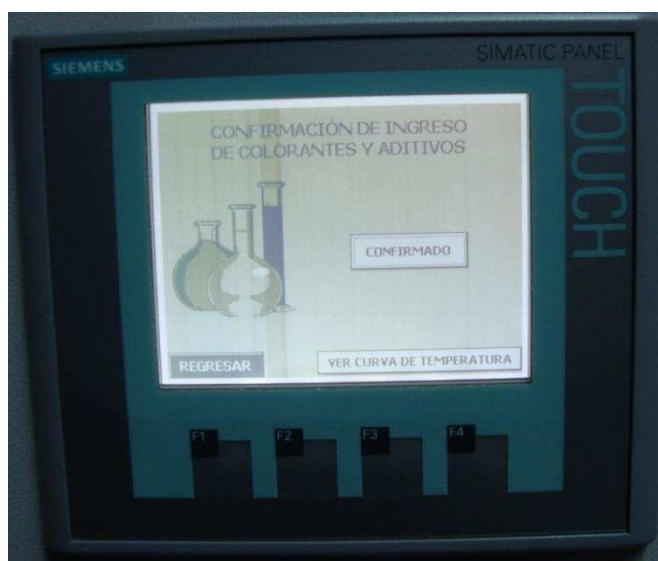 SIEMENS
SIMATIC PANEL
TOUCH
CONFIRMACIÓN DE INGRESO
DE COLORANTES Y ADITIVOS
CONFIRMADO
REGRESAR
VER CURVA DE TEMPERATURA
F1
F2
F3
F4